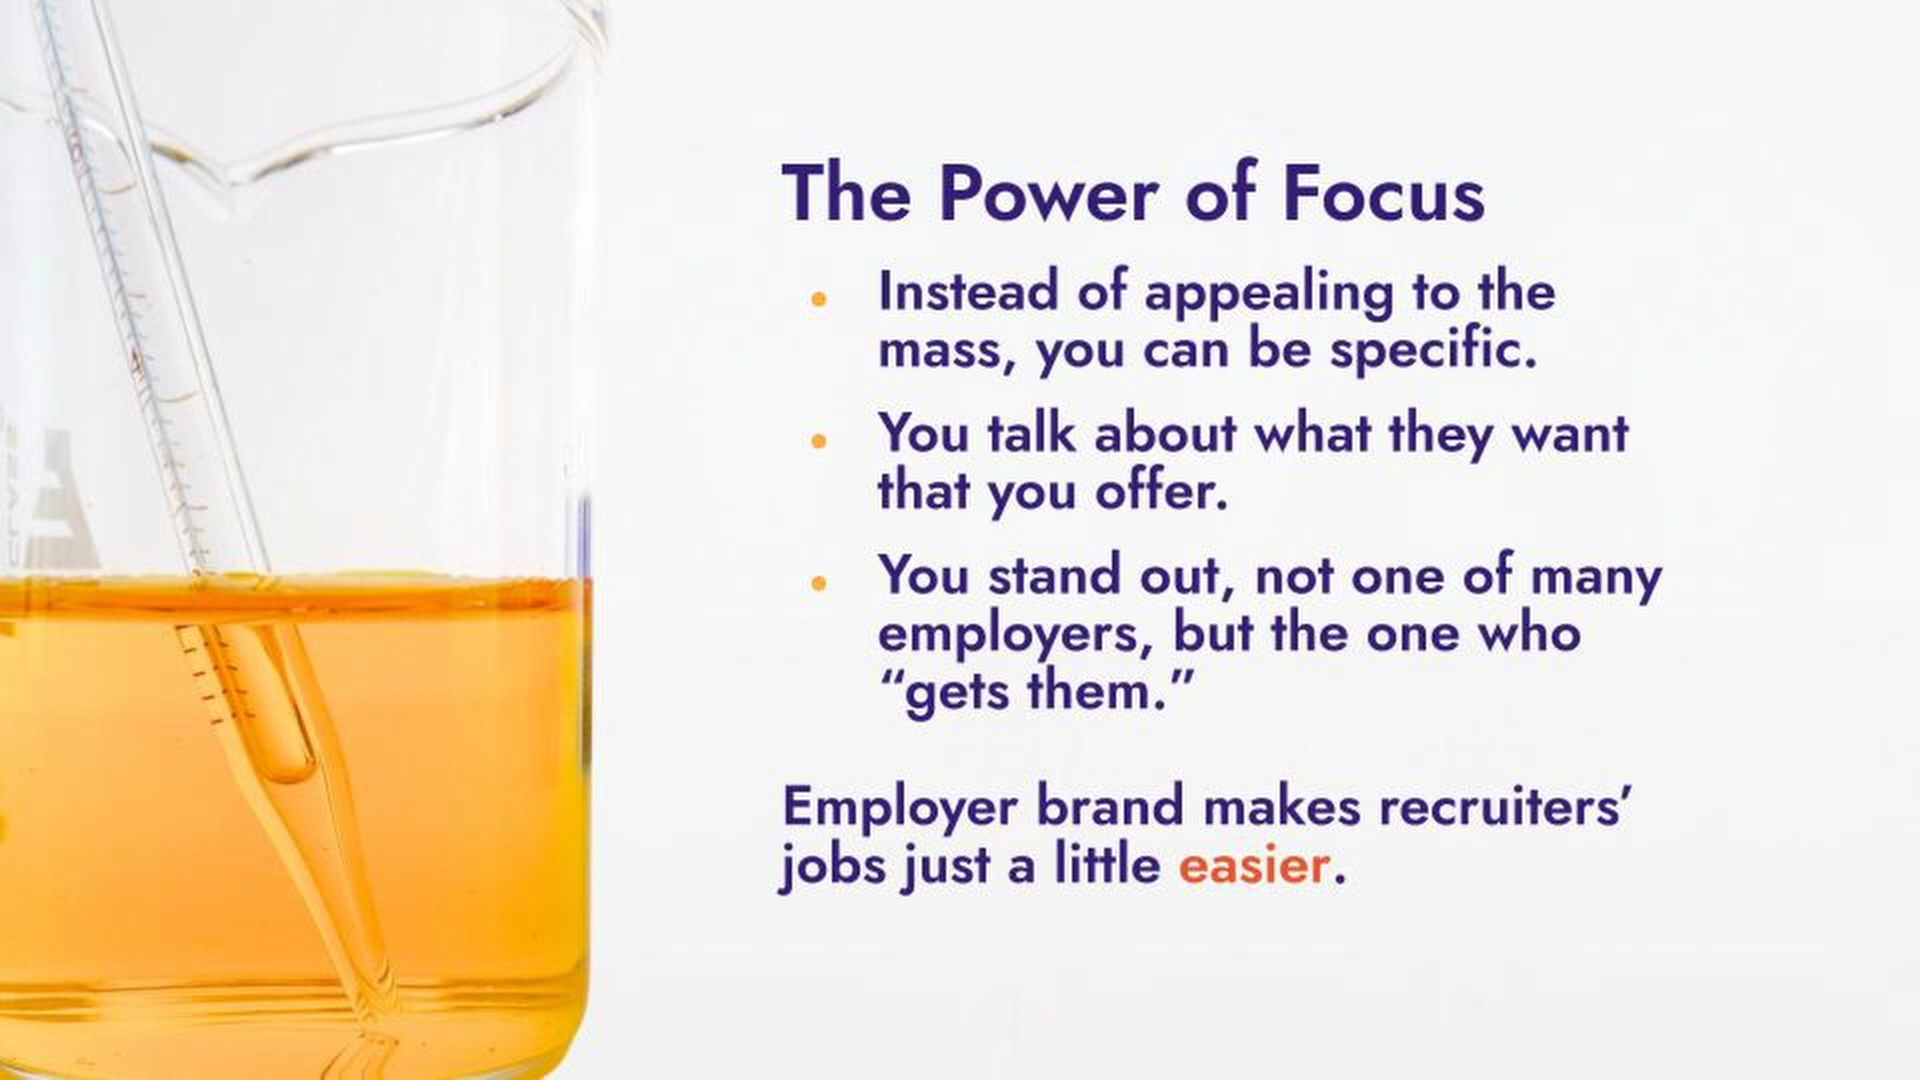 The Power of Focus
• Instead of appealing to the
mass, you can be specific.
• You talk about what they want
that you offer.
• You stand out, not one of many
employers, but the one who
“gets them.”
Employer brand makes recruiters’
jobs just a little easier.